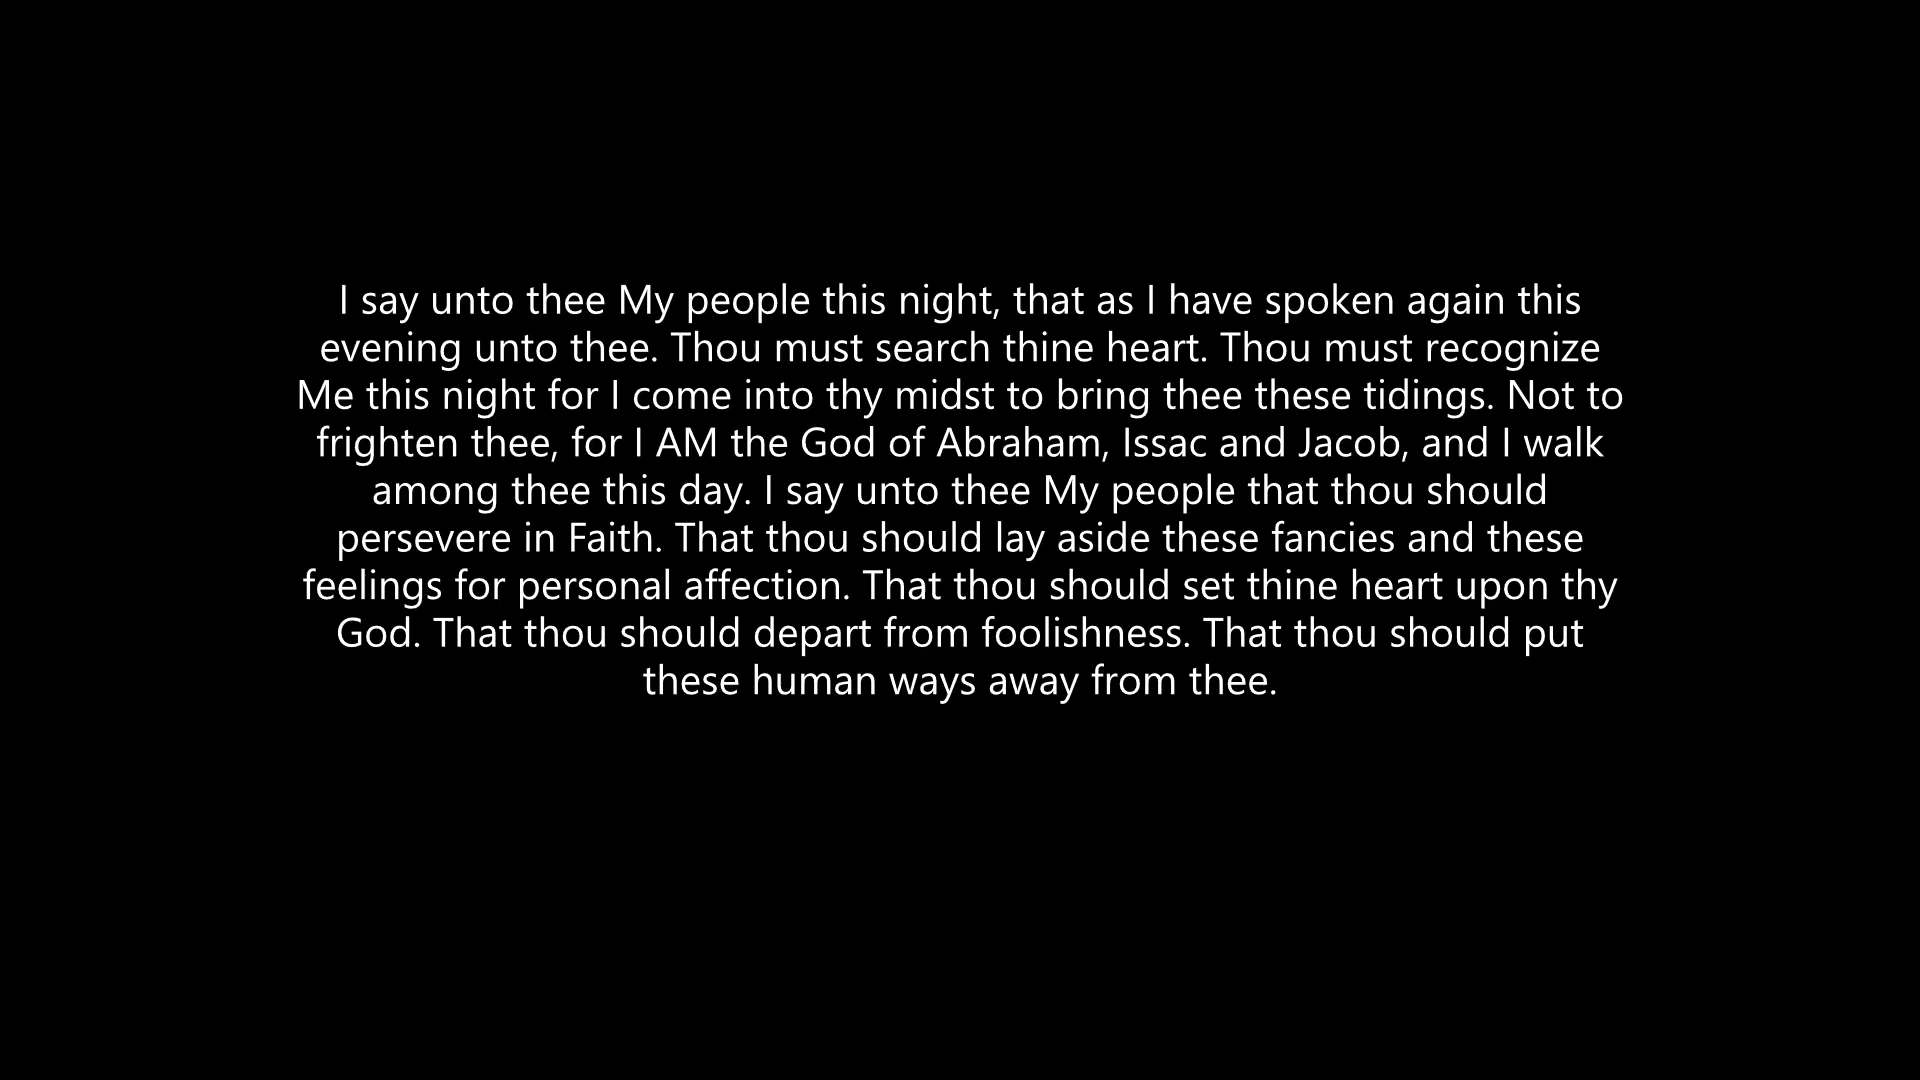 I say unto thee My people this night, that as I have spoken again this
evening unto thee. Thou must search thine heart. Thou must recognize
Me this night for I come into thy midst to bring thee these tidings. Not to
frighten thee, for I AM the God of Abraham, Issac and Jacob, and I walk
among thee this day. I say unto thee My people that thou should
persevere in Faith. That thou should lay aside these fancies and these
feelings for personal affection. That thou should set thine heart upon thy
God. That thou should depart from foolishness. That thou should put
these human ways away from thee.